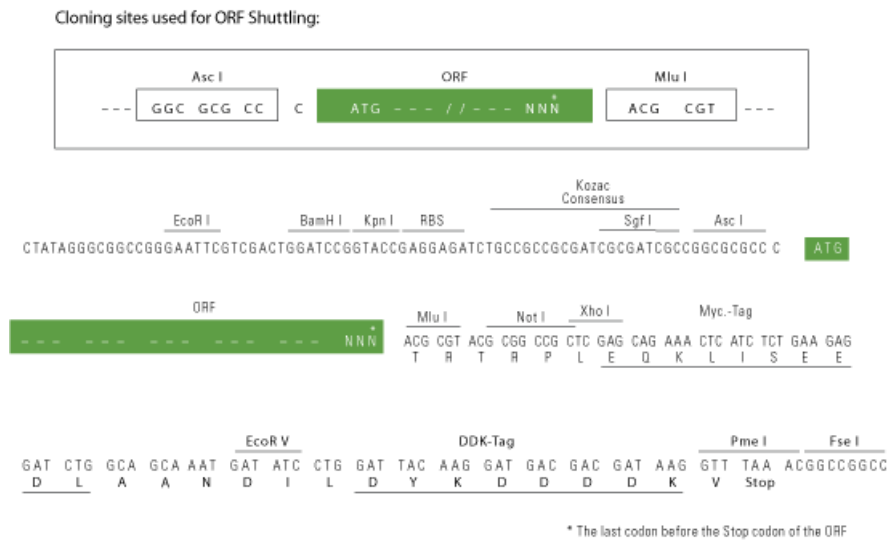 Cloning sites used for ORF Shuttling:
Asc I ORF Mlu I
--- GGC GCG CC C ATG --- // --- NNN* ACG CGT ---
Kozac
Consensus
EcoR I BamH I Kpn I RBS Sgf I Asc I
CTATAGGGCGGCCGGGAATTCGTCGACTGGATCCGGTACCGAGGAGATCTGCCGCCGCGATCGCGATCGCCGGCGCGCC C ATG
ORF Mlu I Not I Xho I Myc.-Tag
--- --- --- --- --- NNN* ACG CGT ACG CGG CCG CTC GAG CAG AAA CTC ATC TCT GAA GAG
T R T R P L E Q K L I S E E
EcoR V DDK-Tag Pme I Fse I
GAT CTG GCA GCA AAT GAT ATC CTG GAT TAC AAG GAT GAC GAC GAT AAG GTT TAA ACGGCCGGCC
D L A A N D I L D Y K D D D D K V Stop
* The last codon before the Stop codon of the ORF